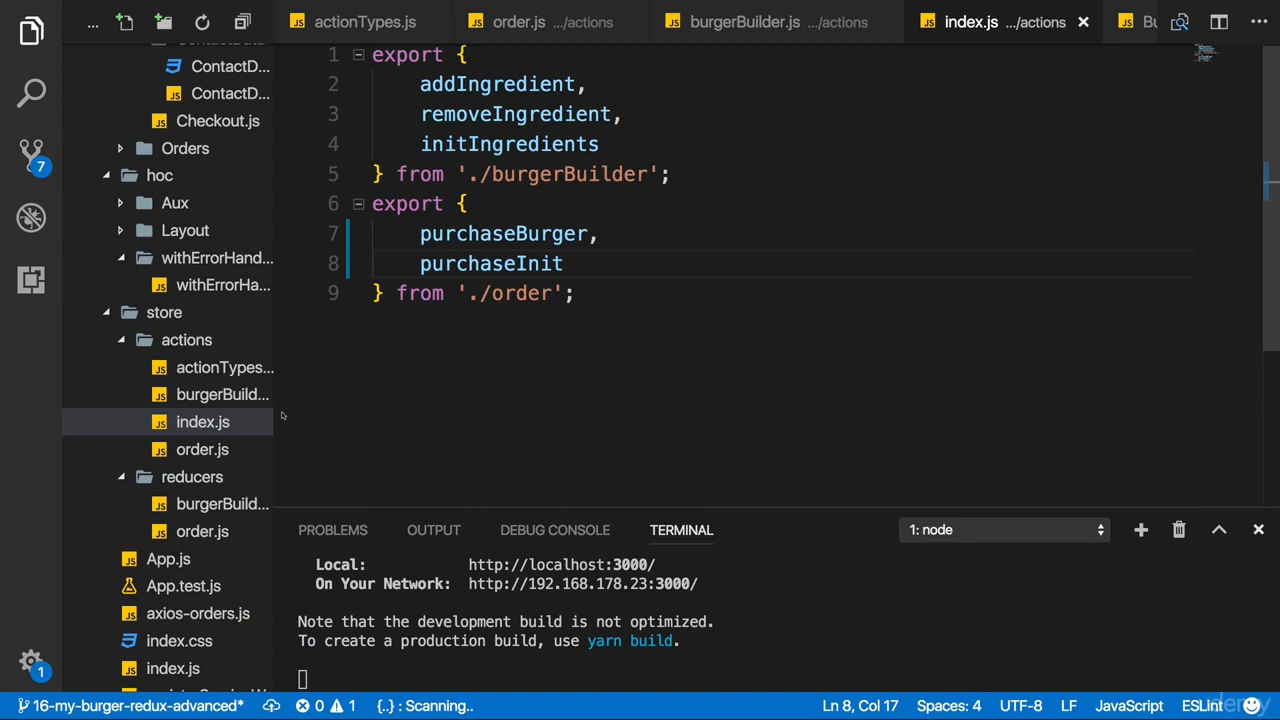 actionTypes.js
order.js .../actions
burgerBuilder.js .../actions
index.js .../actions
Bu
...
ContactData
ContactD...
ContactD...
Checkout.js
Orders
hoc
Aux
Layout
withErrorHand...
withErrorHa...
store
actions
actionTypes...
burgerBuild...
index.js
order.js
reducers
burgerBuild...
order.js
App.js
App.test.js
axios-orders.js
index.css
index.js
7
1
1 export {
2 addIngredient,
3 removeIngredient,
4 initIngredients
5 } from './burgerBuilder';
6 export {
7 purchaseBurger,
8 purchaseInit
9 } from './order';
PROBLEMS OUTPUT DEBUG CONSOLE TERMINAL 1: node
Local: http://localhost:3000/
On Your Network: http://192.168.178.23:3000/
Note that the development build is not optimized.
To create a production build, use yarn build.
16-my-burger-redux-advanced* 0 1 {..} : Scanning.. Ln 8, Col 17 Spaces: 4 UTF-8 LF JavaScript ESLint
udemy